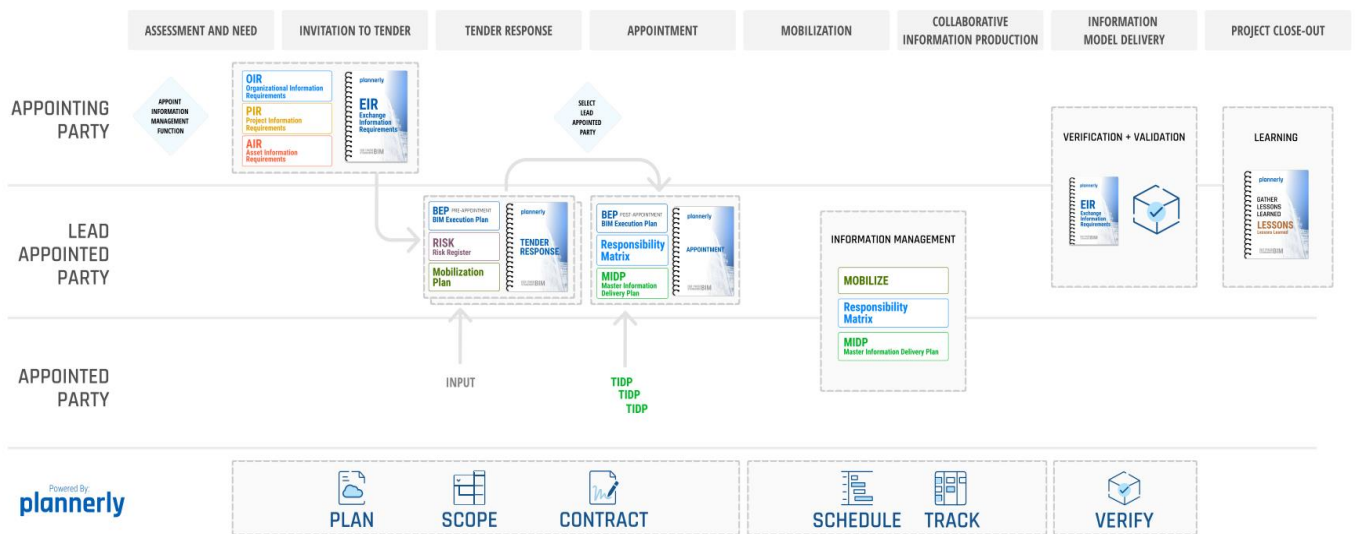 ASSESSMENT AND NEED
INVITATION TO TENDER
TENDER RESPONSE
APPOINTMENT
MOBILIZATION
COLLABORATIVE
INFORMATION PRODUCTION
INFORMATION
MODEL DELIVERY
PROJECT CLOSE-OUT
APPOINTING
PARTY
APPOINT
INFORMATION
MANAGEMENT
FUNCTION
OIR
Organizational Information
Requirements
PIR
Project Information
Requirements
AIR
Asset Information
Requirements
plannerly
EIR
Exchange
Information
Requirements
BIM
SELECT
LEAD
APPOINTED
PARTY
VERIFICATION + VALIDATION
plannerly
EIR
Exchange
Information
Requirements
BIM
LEARNING
plannerly
GATHER
LESSONS
LEARNED
LESSONS
Lessons Learned
BIM
LEAD
APPOINTED
PARTY
BEP PRE-APPOINTMENT
BIM Execution Plan
RISK
Risk Register
Mobilization
Plan
plannerly
TENDER
RESPONSE
BIM
BEP POST-APPOINTMENT
BIM Execution Plan
Responsibility
Matrix
MIDP
Master Information
Delivery Plan
plannerly
APPOINTMENT
BIM
INFORMATION MANAGEMENT
MOBILIZE
Responsibility
Matrix
MIDP
Master Information Delivery Plan
APPOINTED
PARTY
INPUT
TIDP
TIDP
TIDP
Powered By:
plannerly
PLAN
SCOPE
CONTRACT
SCHEDULE
TRACK
VERIFY